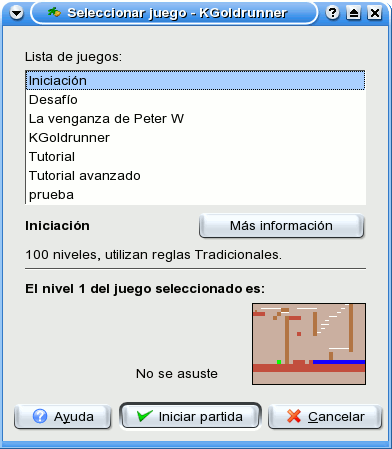 Seleccionar juego - KGoldrunner
Lista de juegos:
Iniciación
Desafío
La venganza de Peter W
KGoldrunner
Tutorial
Tutorial avanzado
prueba
Iniciación
Más información
100 niveles, utilizan reglas Tradicionales.
El nivel 1 del juego seleccionado es:
No se asuste
Ayuda
Iniciar partida
Cancelar